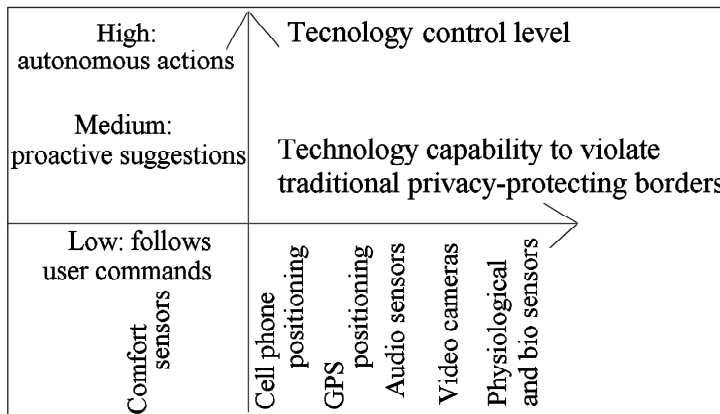 High:
autonomous actions
Tecnology control level
Medium:
proactive suggestions
Technology capability to violate
traditional privacy-protecting borders
Low: follows
user commands
Comfort
sensors
Cell phone
positioning
GPS
positioning
Audio sensors
Video cameras
Physiological
and bio sensors